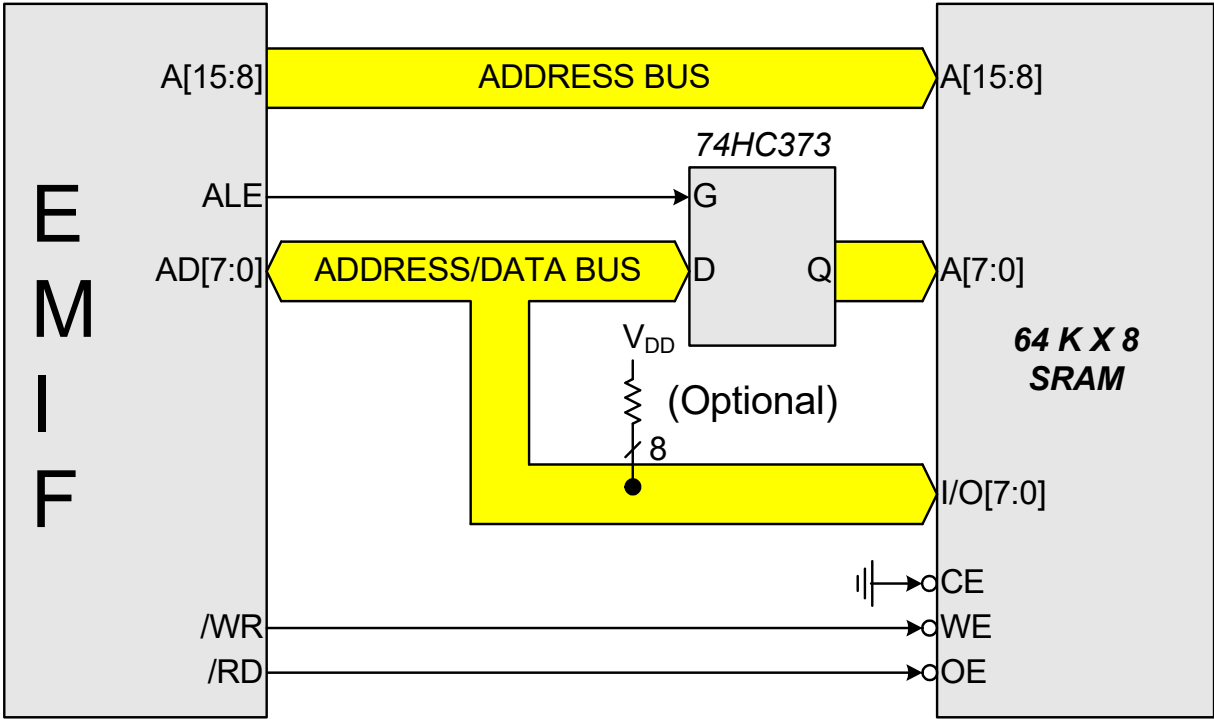 A[15:8]
ADDRESS BUS
A[15:8]
74HC373
ALE
G
AD[7:0]
ADDRESS/DATA BUS
D
Q
A[7:0]
E
M
I
F
VDD
(Optional)
8
64 K X 8
SRAM
I/O[7:0]
CE
/WR
WE
/RD
OE